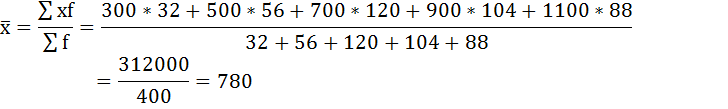 x̄ = ∑ xf / ∑ f = 300 * 32 + 500 * 56 + 700 * 120 + 900 * 104 + 1100 * 88 / 32 + 56 + 120 + 104 + 88
= 312000 / 400 = 780